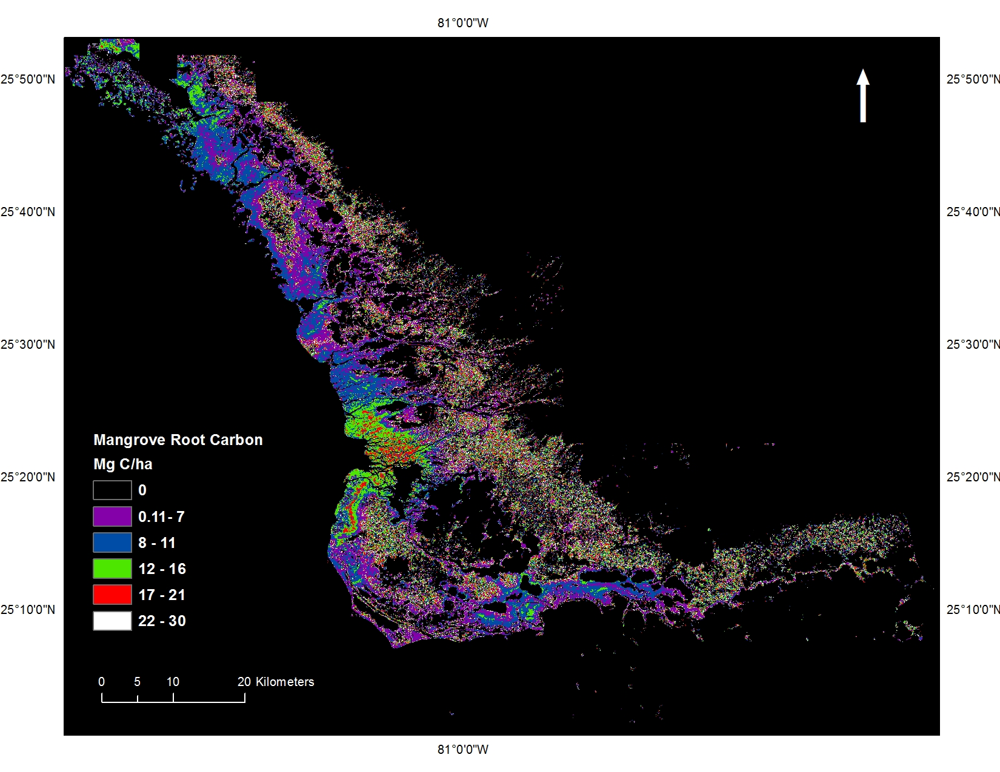 81°0'0"W
25°50'0"N
25°50'0"N
25°40'0"N
25°40'0"N
25°30'0"N
25°30'0"N
Mangrove Root Carbon
Mg C/ha
25°20'0"N
25°20'0"N
0
0.11- 7
8 - 11
12 - 16
17 - 21
25°10'0"N
25°10'0"N
22 - 30
0 5 10 20 Kilometers
81°0'0"W